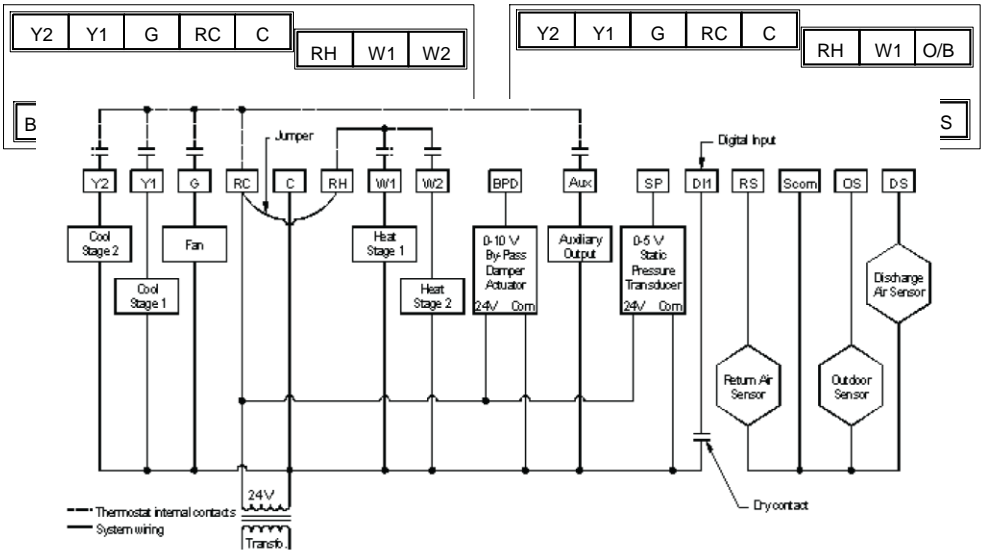 Y2 Y1 G RC C
RH W1 W2
Y2 Y1 G RC C
RH W1 O/B
B
S
Jumper
Digital Input
Y2 Y1 G RC C RH W1 W2 BPD Aux SP DI1 RS Scom OS DS
Cool
Stage 2
Fan
Heat
Stage 1
0-10 V
By-Pass
Damper
Actuator
24V Com
Auxiliary
Output
0-5 V
Static
Pressure
Transducer
24V Com
Discharge
Air Sensor
Cool
Stage 1
Heat
Stage 2
Return Air
Sensor
Outdoor
Sensor
24V
Thermostat internal contacts
System wiring
Transfo.
Dry contact